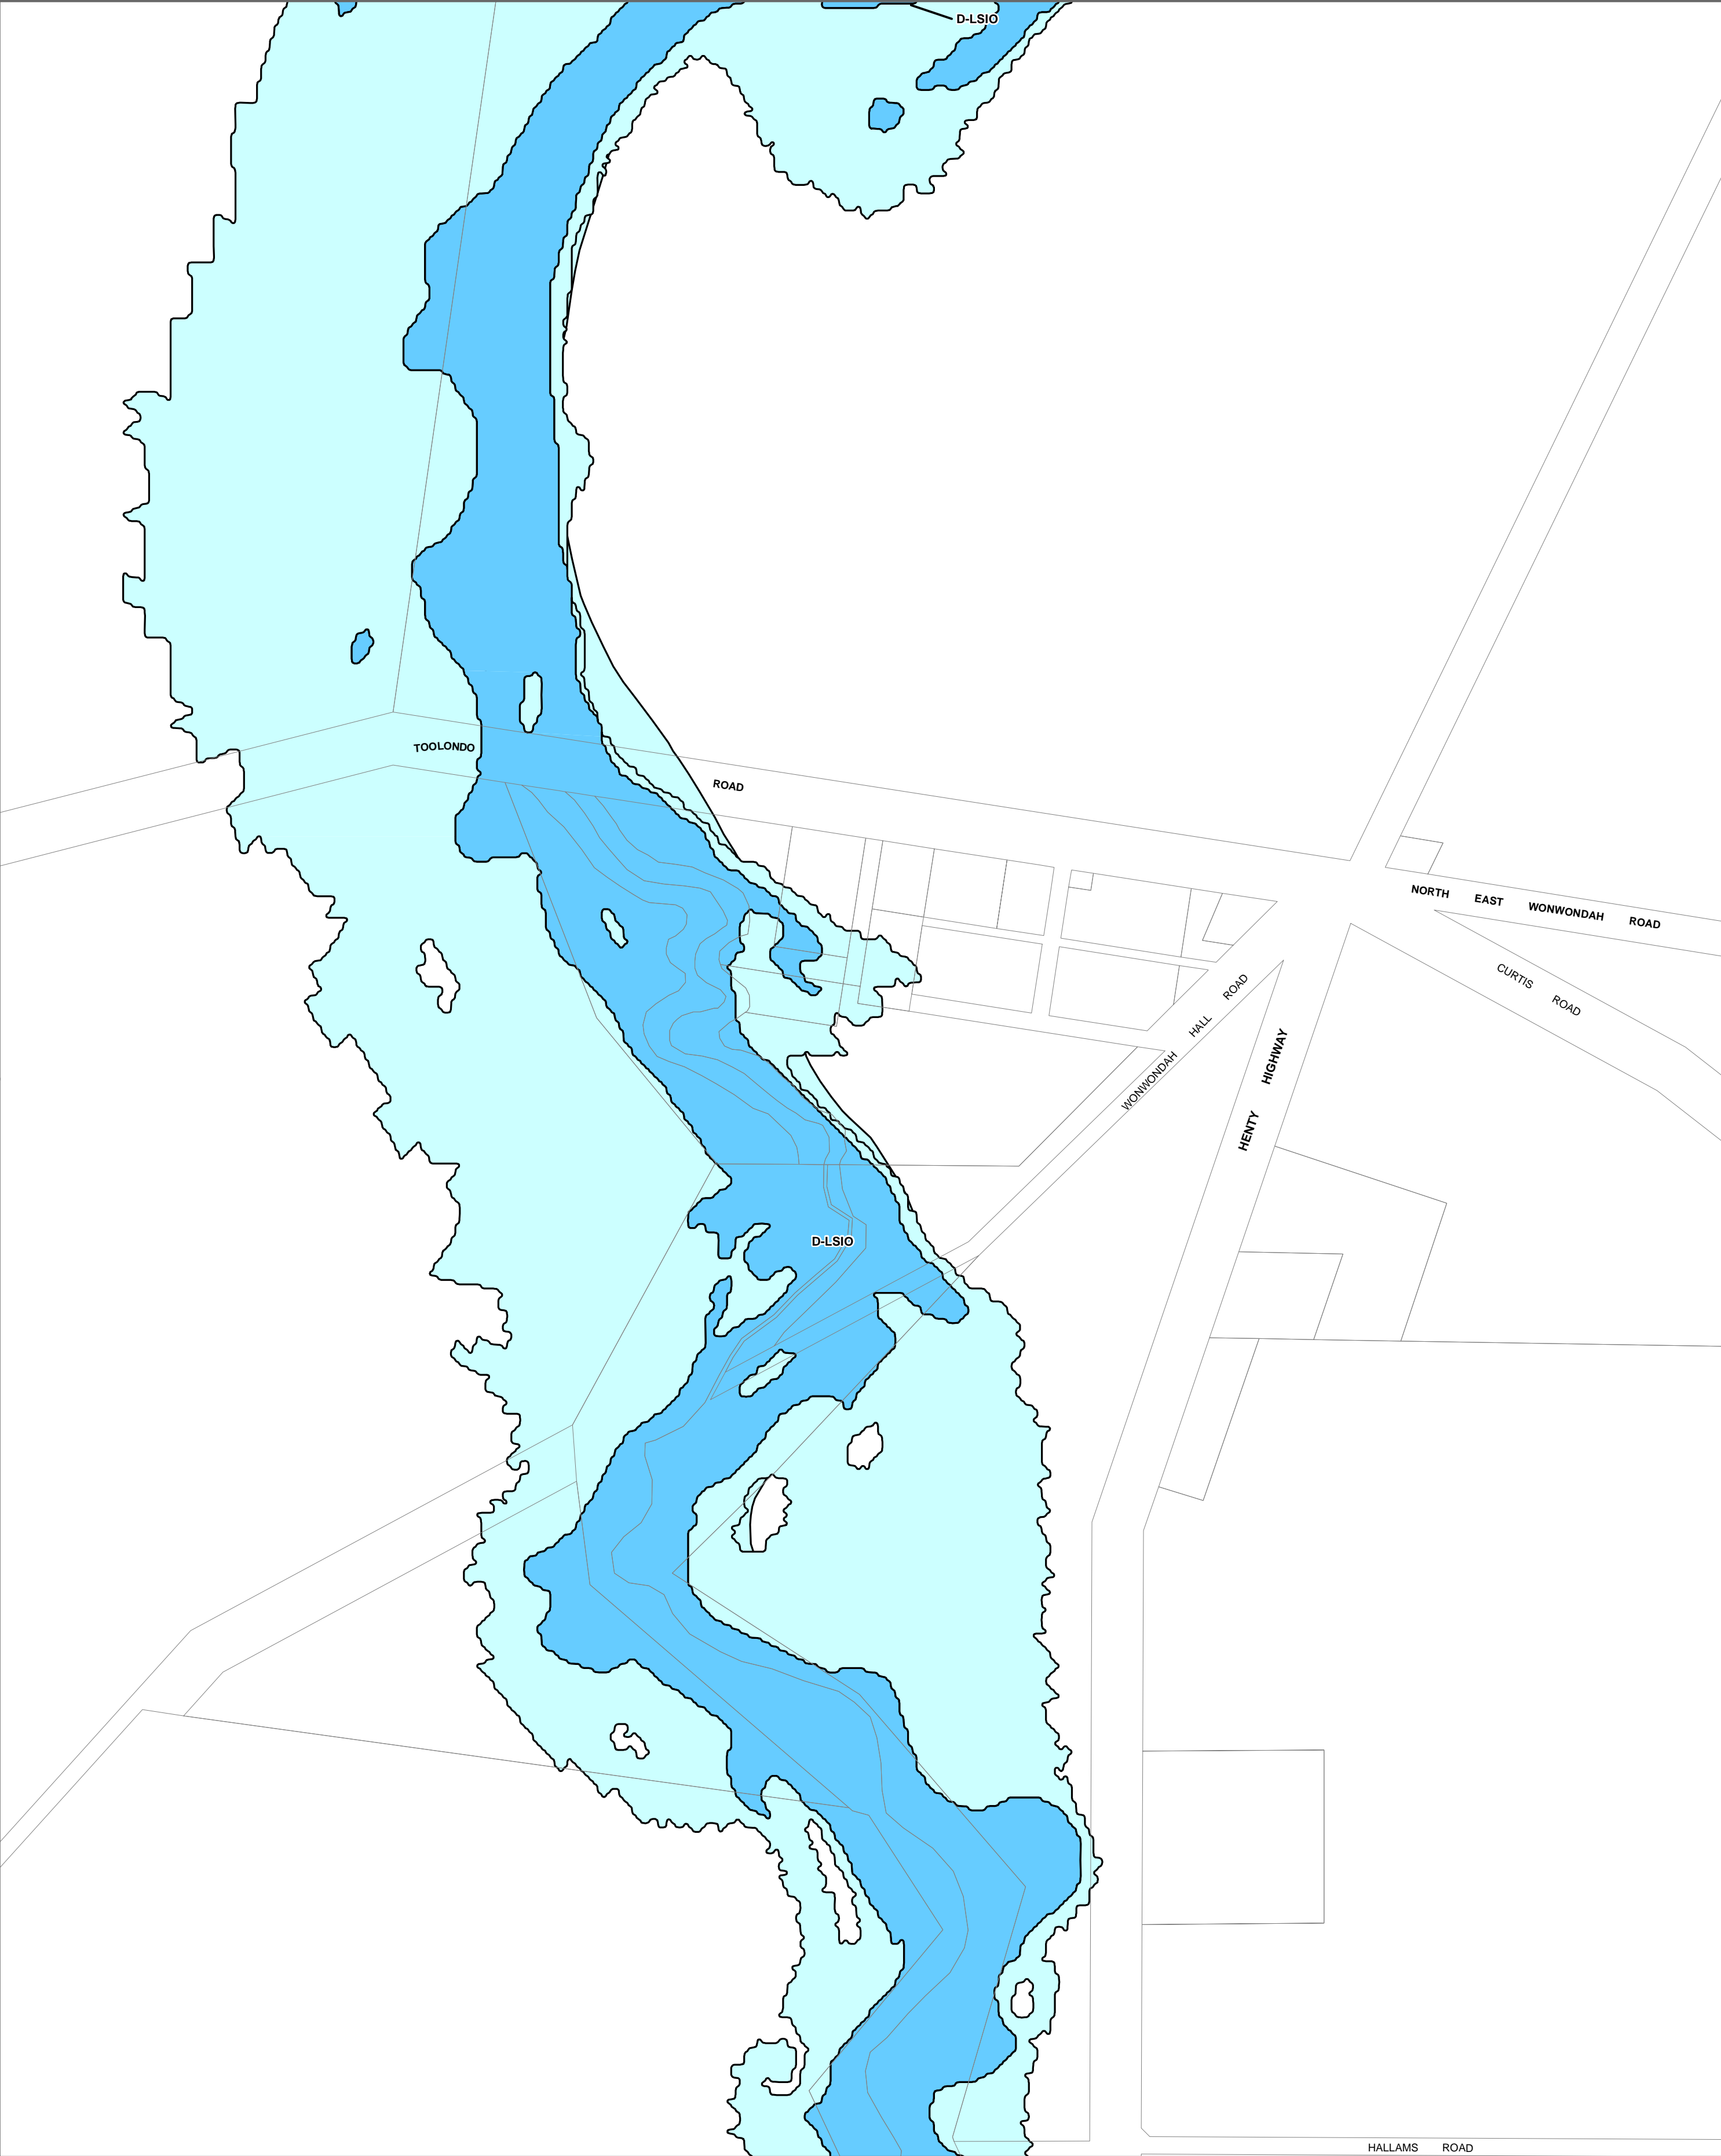 D-LSIO
TOOLONDO ROAD
NORTH EAST WONWONDAH ROAD
CURTIS ROAD
WONWONDAH HALL ROAD
HENTY HIGHWAY
D-LSIO
HALLAMS ROAD